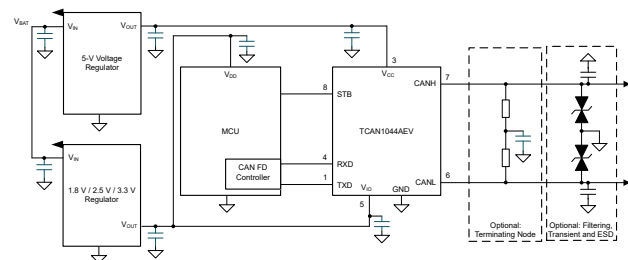 VBAT
VIN
VOUT
5-V Voltage
Regulator
VDD
MCU
CAN FD
Controller
8
STB
4
RXD
1
TXD
3
VCC
TCAN1044AEV
VIO
5
GND
CANH
7
CANL
6
VIN
1.8 V / 2.5 V / 3.3 V
Regulator
VOUT
Optional:
Terminating Node
Optional: Filtering,
Transient and ESD